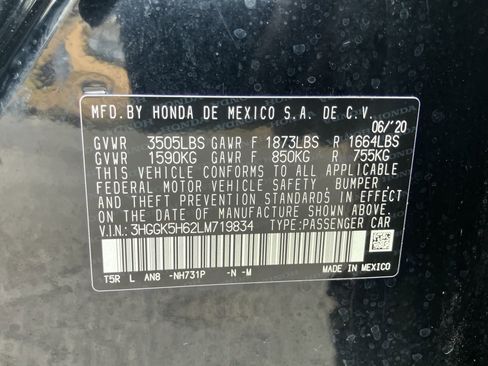 MFD.BY HONDA DE MEXICO S.A. DE C.V.
06/'20
GVWR 3505LBS GAWR F 1873LBS R 1664LBS
GVWR 1590KG GAWR F 850KG R 755KG
THIS VEHICLE CONFORMS TO ALL APPLICABLE
FEDERAL MOTOR VEHICLE SAFETY, BUMPER,
AND THEFT PREVENTION STANDARDS IN EFFECT
ON THE DATE OF MANUFACTURE SHOWN ABOVE.
V.I.N.: 3HGGK5H62LM719834 TYPE:PASSENGER CAR
T5R L AN8 -NH731P -N -M
MADE IN MEXICO